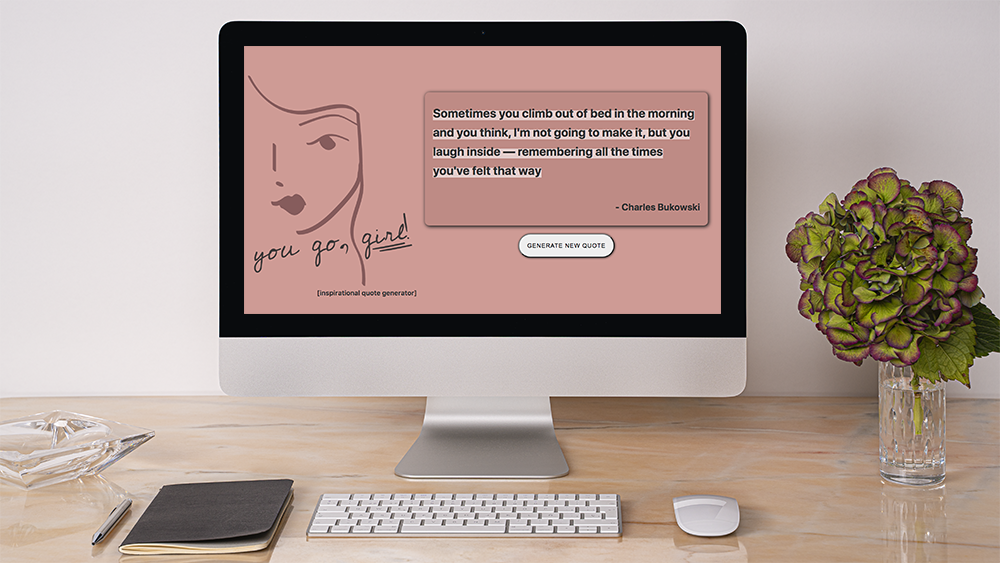 Sometimes you climb out of bed in the morning
and you think, I'm not going to make it, but you
laugh inside — remembering all the times
you've felt that way
- Charles Bukowski
GENERATE NEW QUOTE
you go, girl!
[inspirational quote generator]